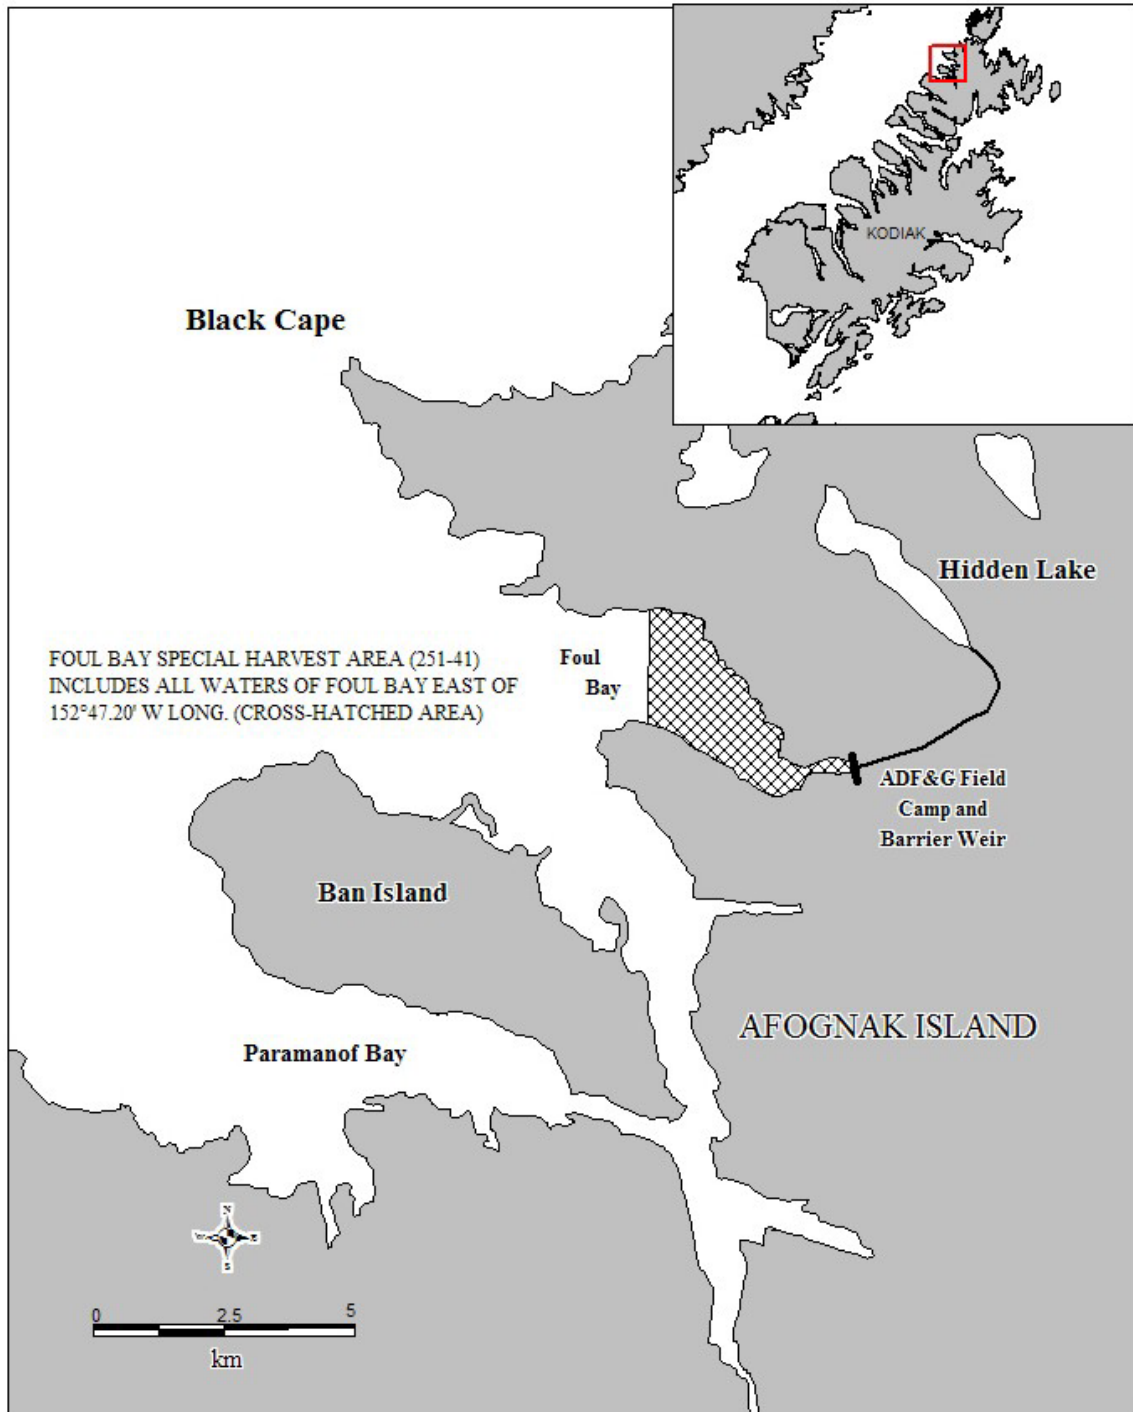 KODIAK
Black Cape
Hidden Lake
FOUL BAY SPECIAL HARVEST AREA (251-41)
INCLUDES ALL WATERS OF FOUL BAY EAST OF
152°47.20' W LONG. (CROSS-HATCHED AREA)
Foul
Bay
ADF&G Field
Camp and
Barrier Weir
Ban Island
AFOGNAK ISLAND
Paramanof Bay
N
W
E
S
0 2.5 5
km